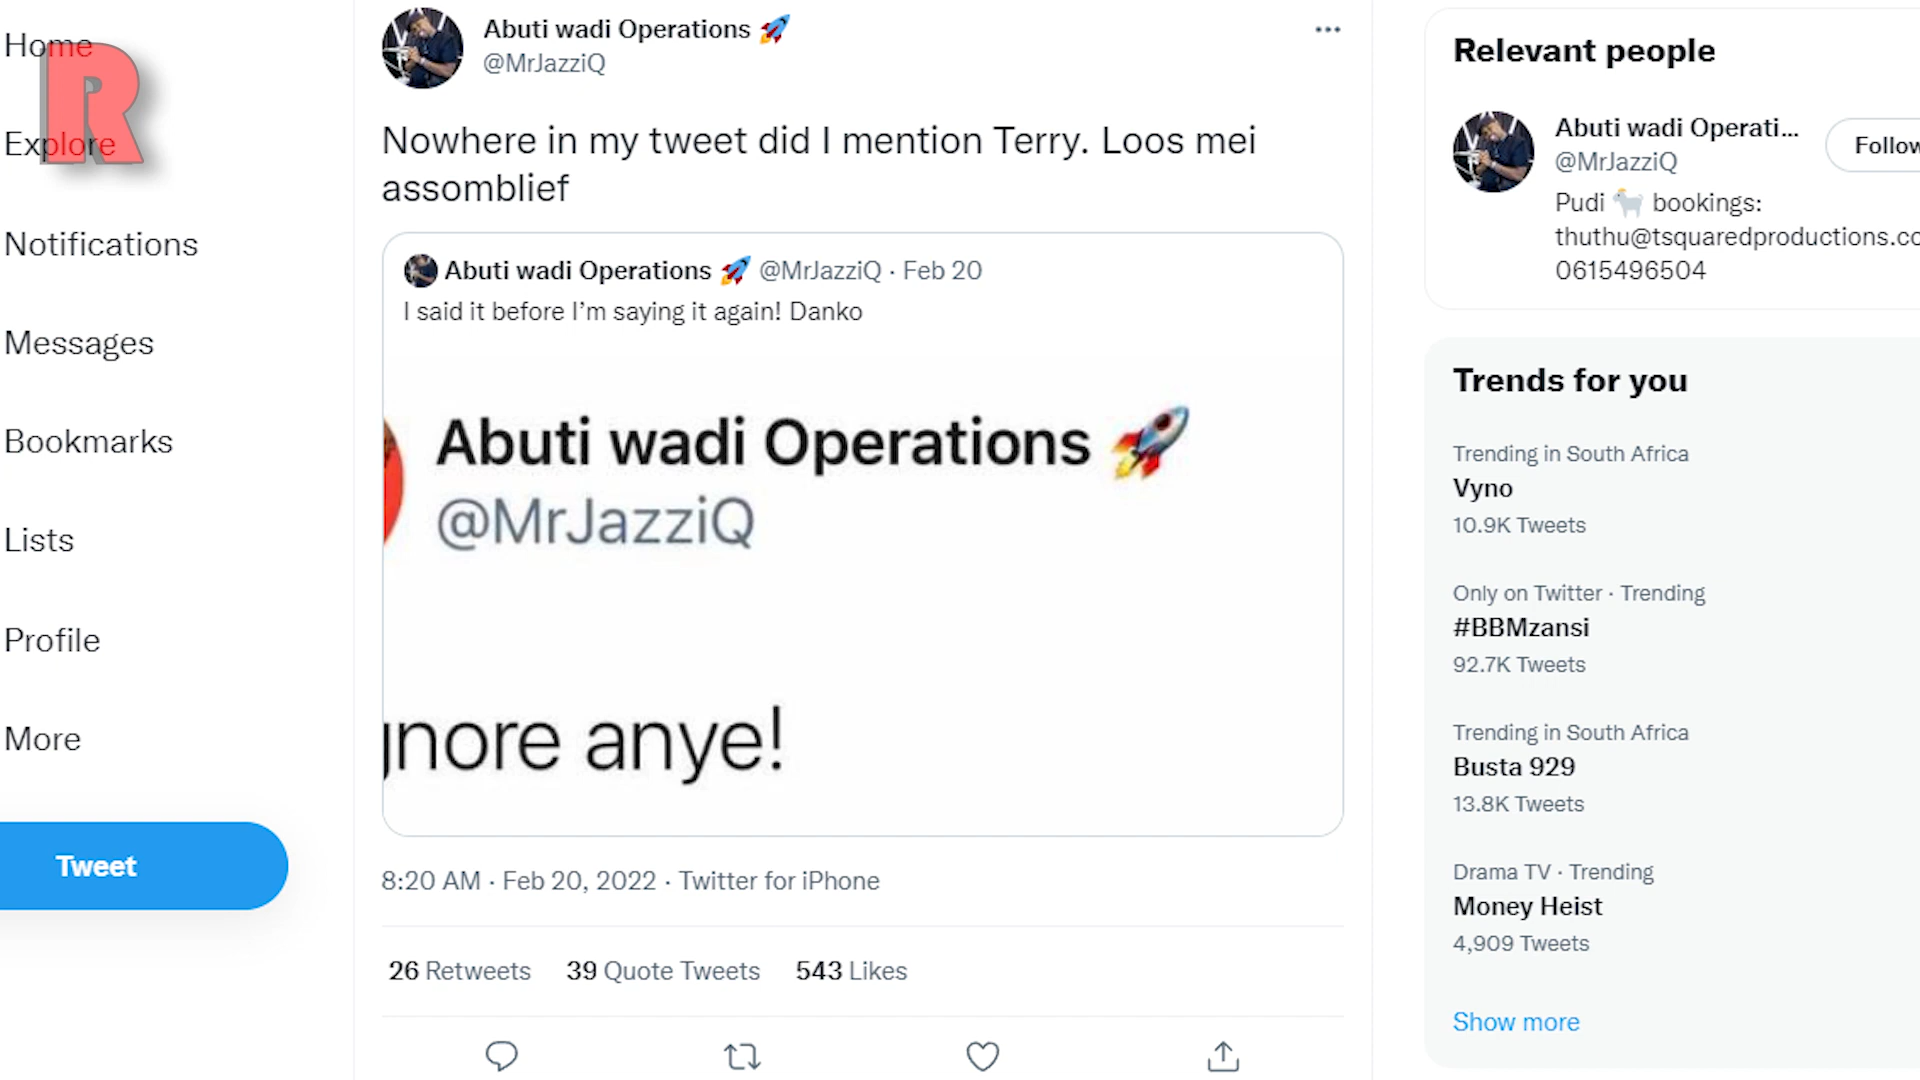 Home
R
Explore
Notifications
Messages
Bookmarks
Lists
Profile
More
Tweet
Abuti wadi Operations 🚀
@MrJazziQ
Nowhere in my tweet did I mention Terry. Loos mei
assomblief
Abuti wadi Operations 🚀 @MrJazziQ · Feb 20
I said it before I’m saying it again! Danko
Abuti wadi Operations 🚀
@MrJazziQ
gnore anye!
8:20 AM · Feb 20, 2022 · Twitter for iPhone
26 Retweets 39 Quote Tweets 543 Likes
Relevant people
Abuti wadi Operati...
@MrJazziQ
Follow
Pudi 🐐 bookings:
thuthu@tsquaredproductions.co
0615496504
Trends for you
Trending in South Africa
Vyno
10.9K Tweets
Only on Twitter · Trending
#BBMzansi
92.7K Tweets
Trending in South Africa
Busta 929
13.8K Tweets
Drama TV · Trending
Money Heist
4,909 Tweets
Show more